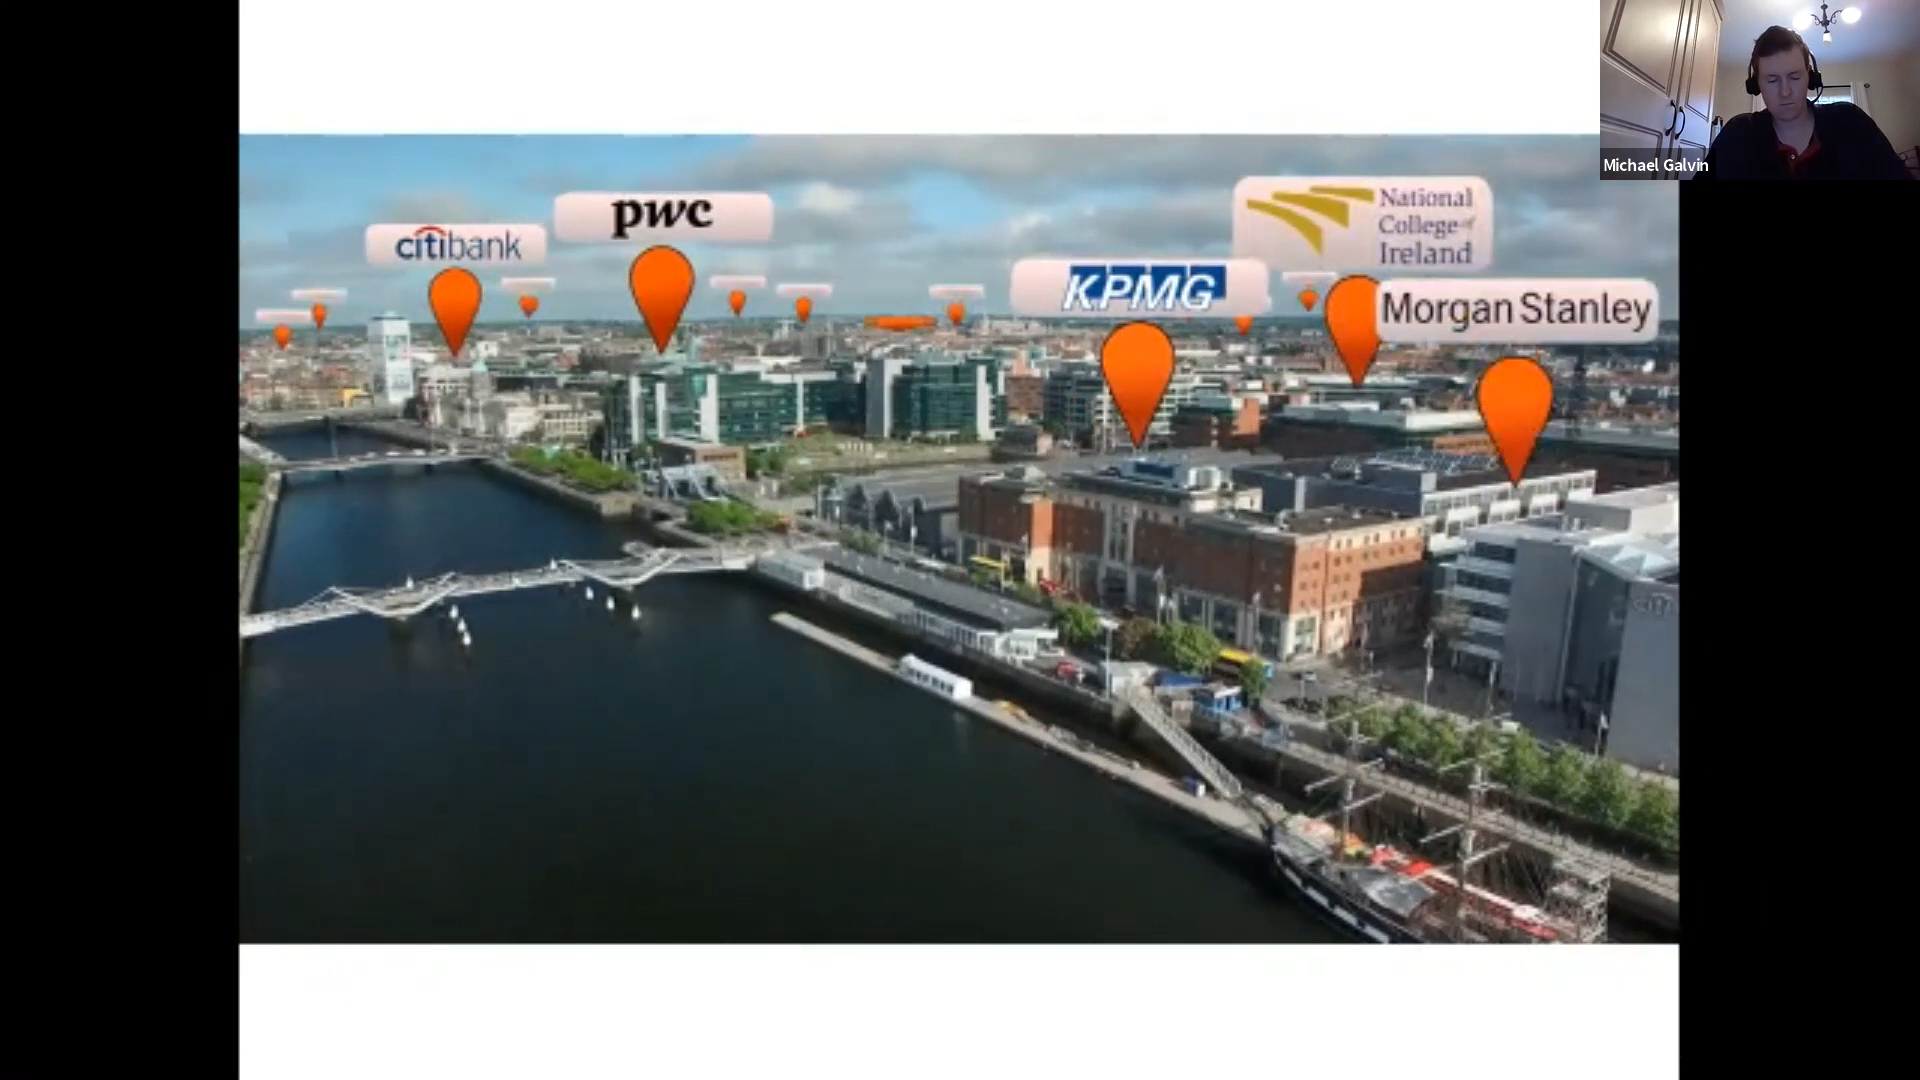 Michael Galvin
citibank
pwc
KPMG
National
College of
Ireland
Morgan Stanley